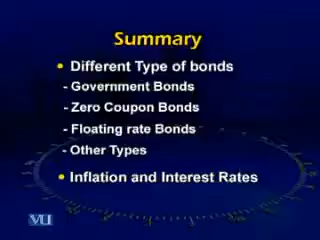 Summary
• Different Type of bonds
- Government Bonds
- Zero Coupon Bonds
- Floating rate Bonds
- Other Types
• Inflation and Interest Rates
VU